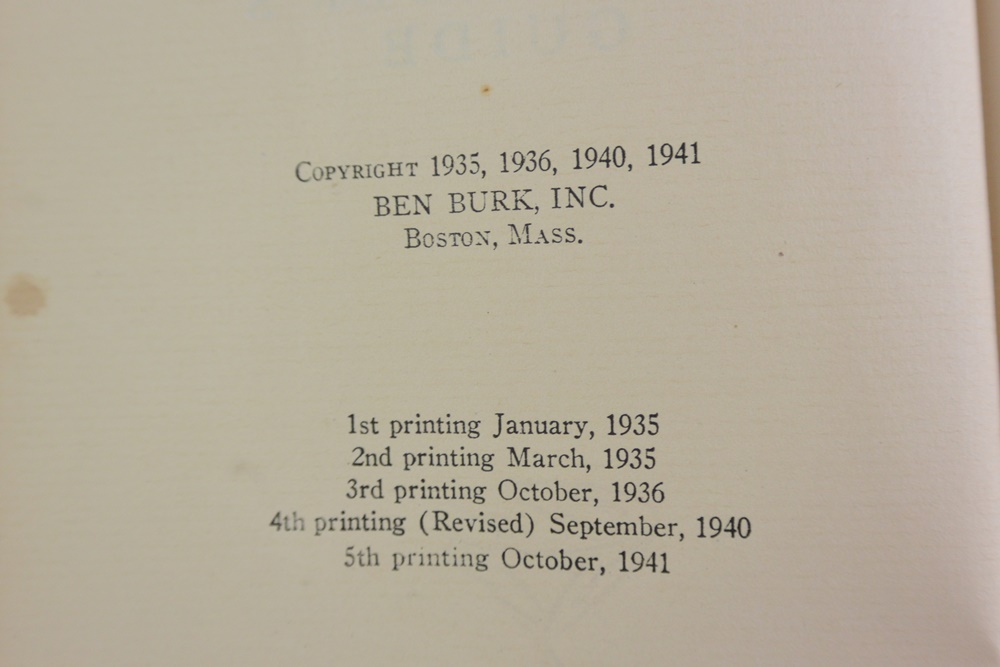 Copyright 1935, 1936, 1940, 1941
BEN BURK, INC.
Boston, Mass.
1st printing January, 1935
2nd printing March, 1935
3rd printing October, 1936
4th printing (Revised) September, 1940
5th printing October, 1941